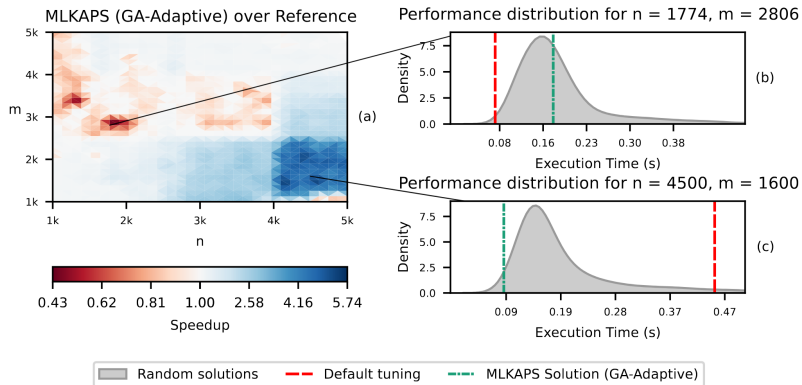 MLKAPS (GA-Adaptive) over Reference
5k
4k
m
3k
2k
1k
1k
2k
3k
4k
5k
n
(a)
0.43
0.62
0.81
1.00
2.58
4.16
5.74
Speedup
Performance distribution for n = 1774, m = 2806
Density
7.5
5.0
2.5
0.0
0.08
0.16
0.23
0.30
0.38
Execution Time (s)
(b)
Performance distribution for n = 4500, m = 1600
Density
7.5
5.0
2.5
0.0
0.09
0.19
0.28
0.37
0.47
Execution Time (s)
(c)
Random solutions
Default tuning
MLKAPS Solution (GA-Adaptive)